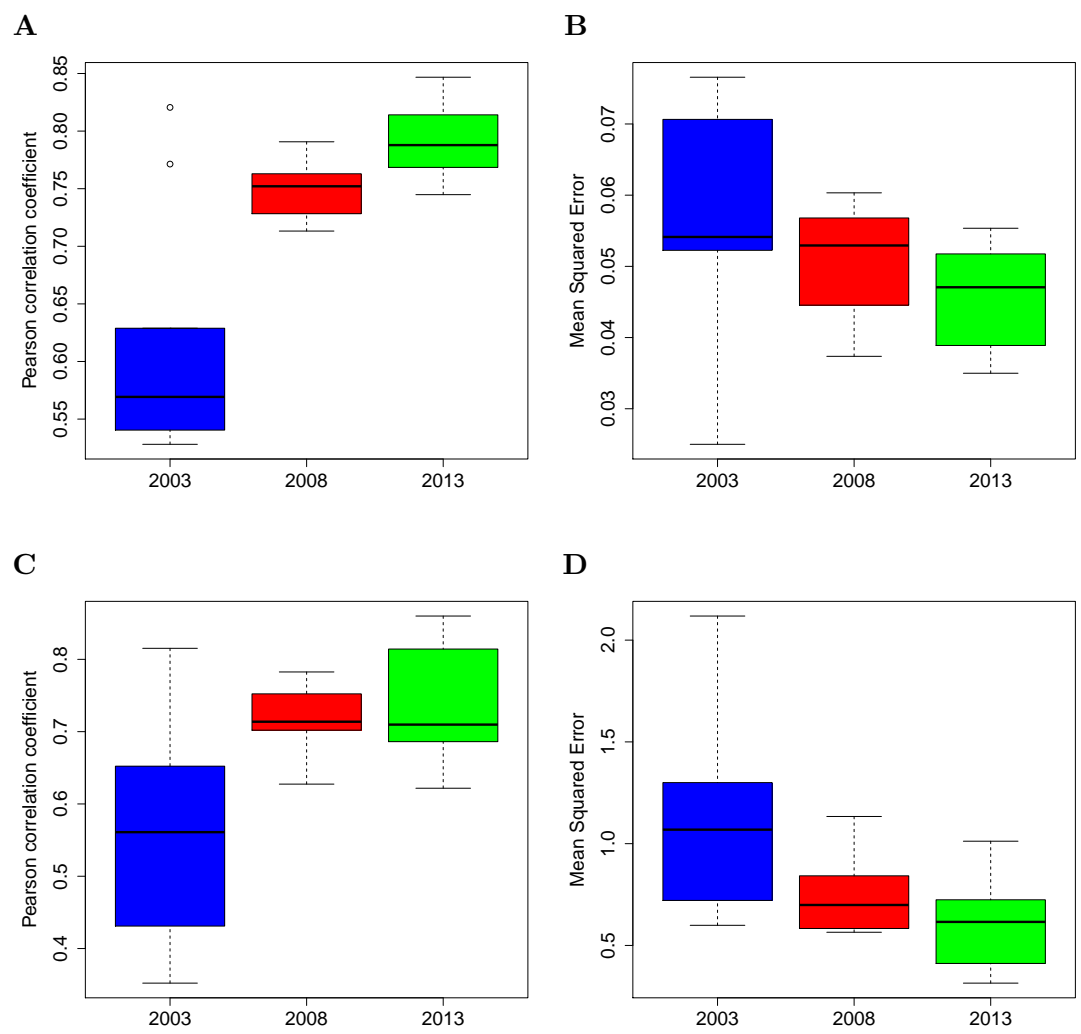 A
Pearson correlation coefficient
0.55 0.60 0.65 0.70 0.75 0.80 0.85
2003 2008 2013
B
Mean Squared Error
0.03 0.04 0.05 0.06 0.07
2003 2008 2013
C
Pearson correlation coefficient
0.4 0.5 0.6 0.7 0.8
2003 2008 2013
D
Mean Squared Error
0.5 1.0 1.5 2.0
2003 2008 2013